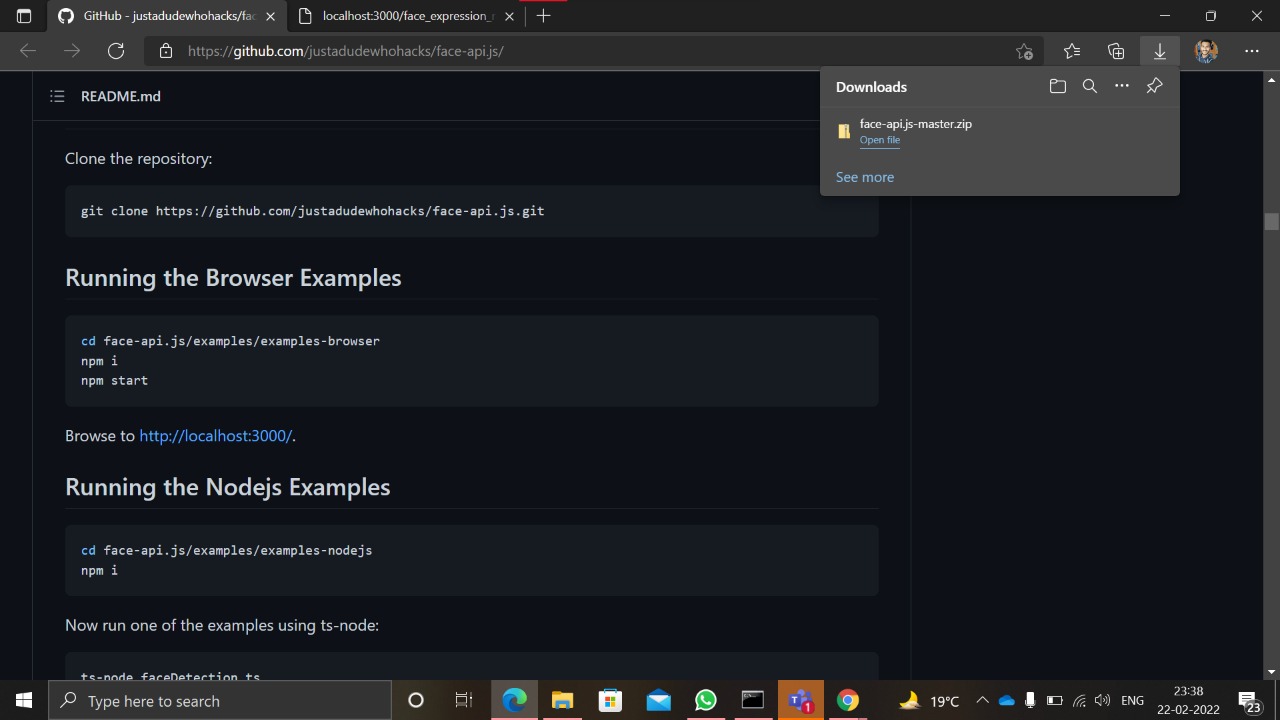 GitHub - justadudewhohacks/fac
localhost:3000/face_expression_r
https://github.com/justadudewhohacks/face-api.js/
README.md
Downloads
face-api.js-master.zip
Open file
See more
Clone the repository:
git clone https://github.com/justadudewhohacks/face-api.js.git
Running the Browser Examples
cd face-api.js/examples/examples-browser
npm i
npm start
Browse to http://localhost:3000/.
Running the Nodejs Examples
cd face-api.js/examples/examples-nodejs
npm i
Now run one of the examples using ts-node:
ts-node faceDetection.ts
Type here to search
1
19°C
ENG
23:38
22-02-2022
23